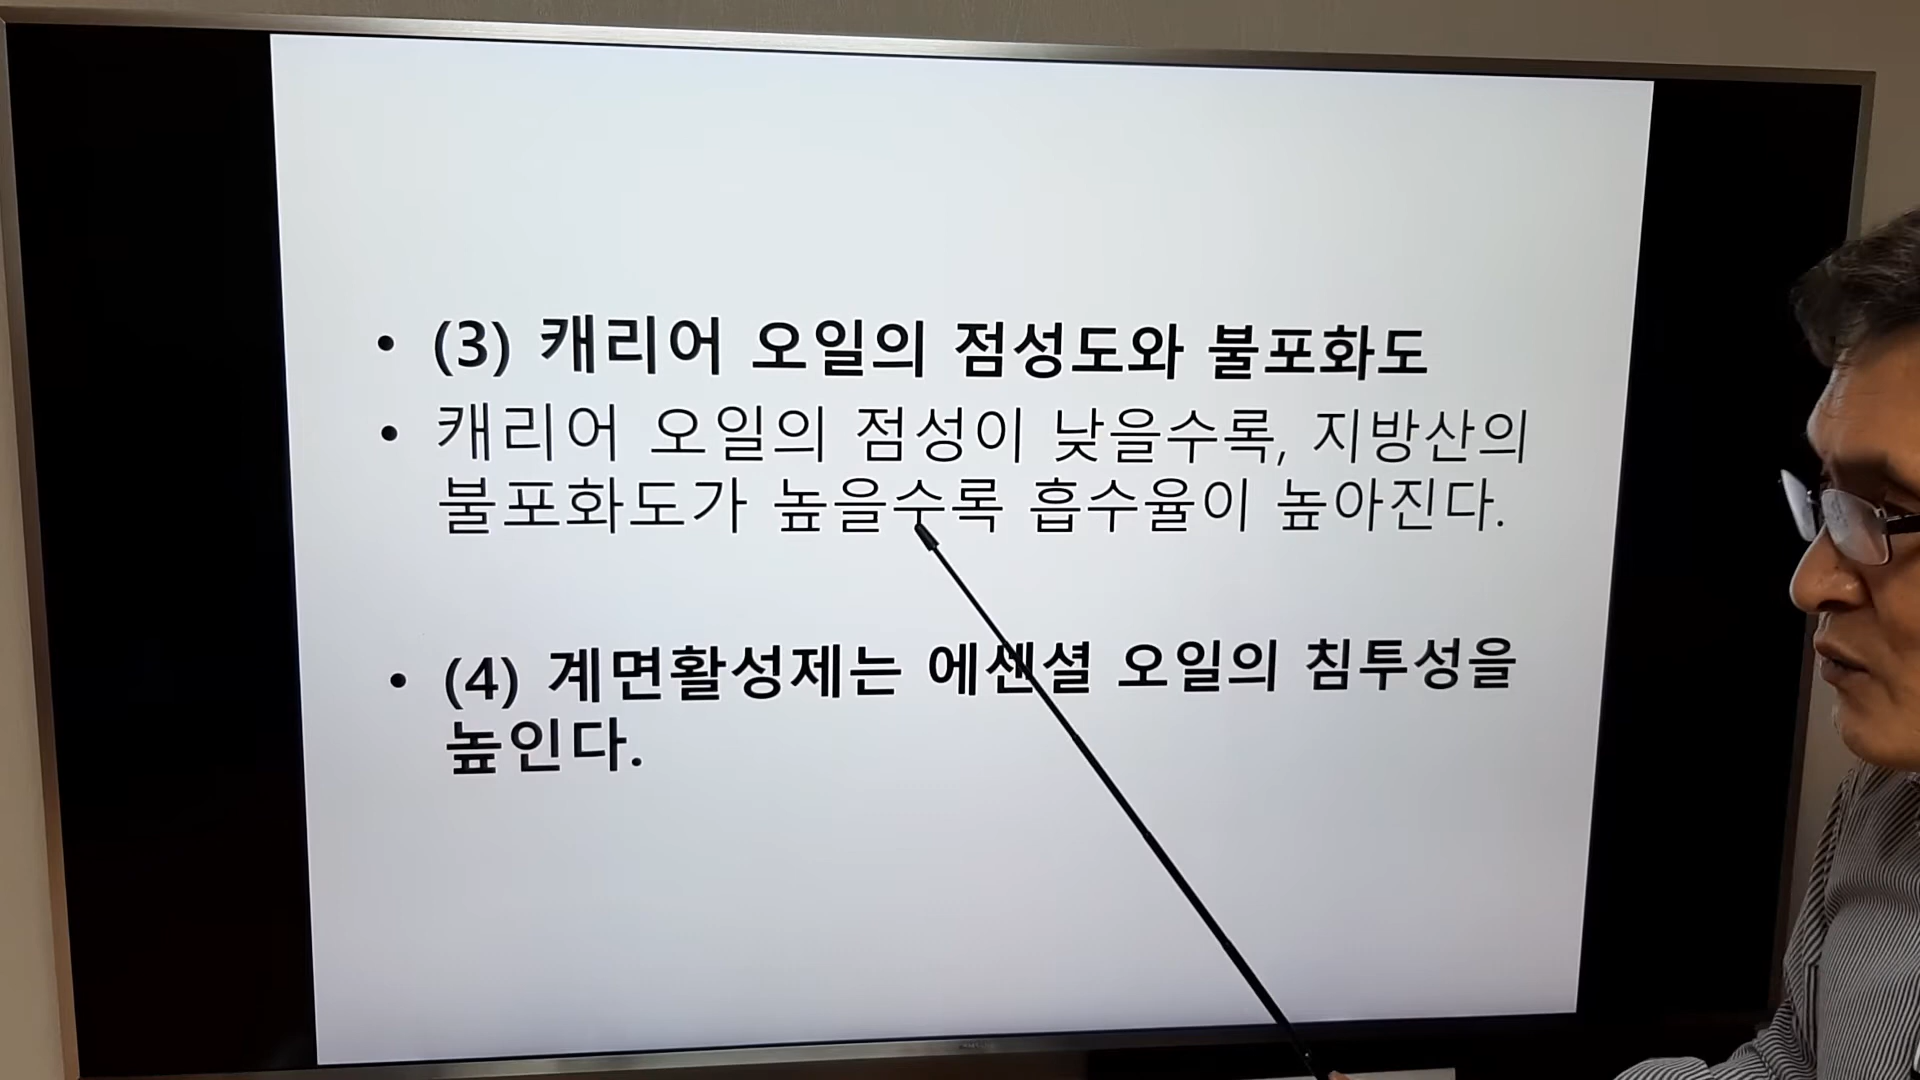 • (3) 캐리어 오일의 점성도와 불포화도
• 캐리어 오일의 점성이 낮을수록, 지방산의
불포화도가 높을수록 흡수율이 높아진다.
• (4) 계면활성제는 에센셜 오일의 침투성을
높인다.
SAMSUNG